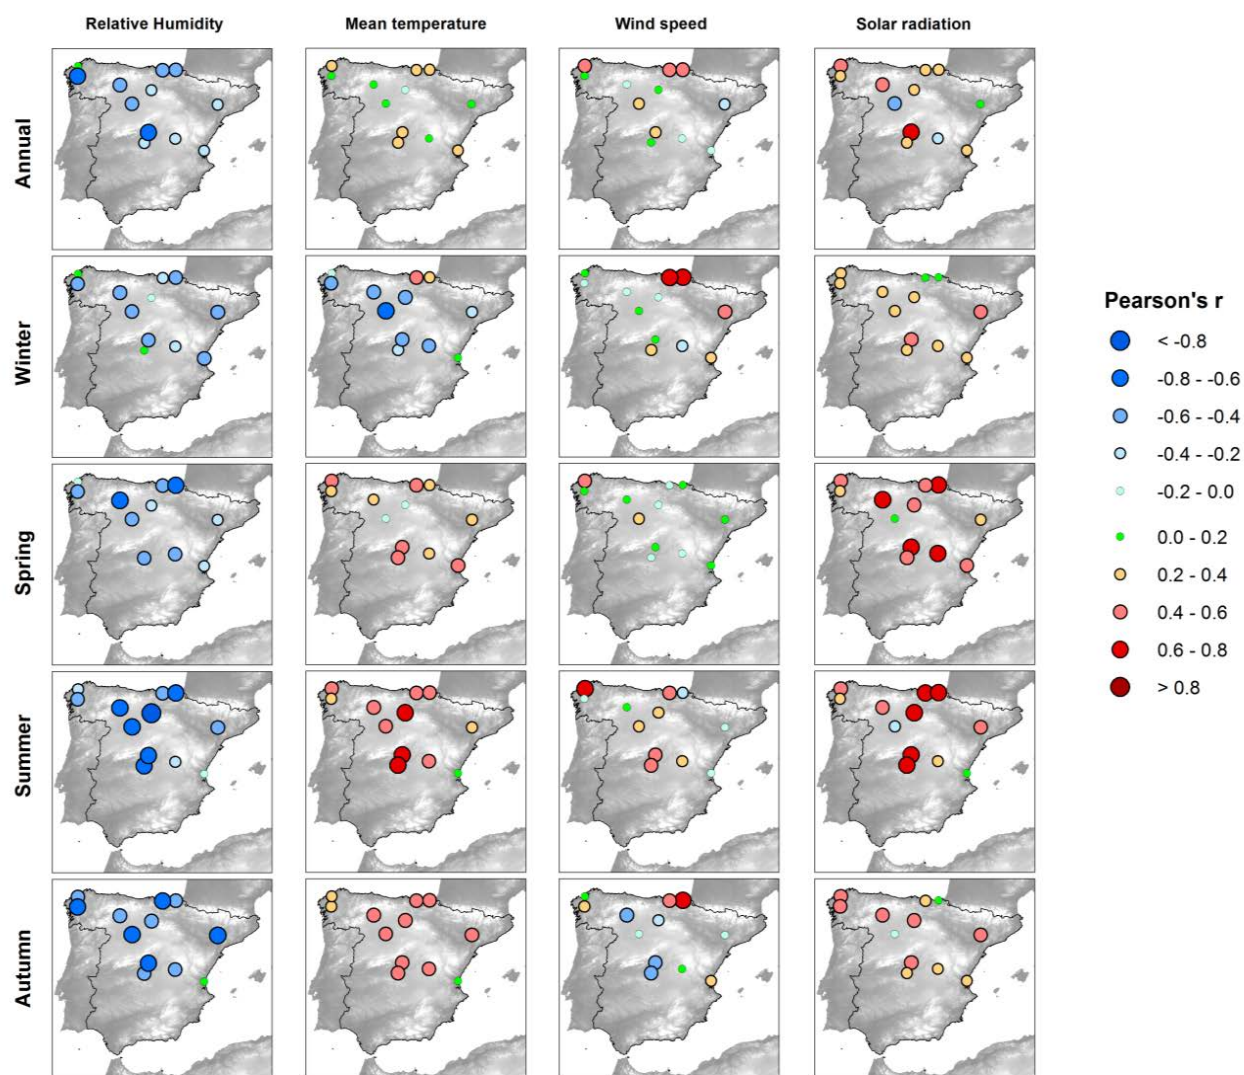 Relative Humidity
Mean temperature
Wind speed
Solar radiation
Annual
Winter
Spring
Summer
Autumn
Pearson's r
< -0.8
-0.8 - -0.6
-0.6 - -0.4
-0.4 - -0.2
-0.2 - 0.0
0.0 - 0.2
0.2 - 0.4
0.4 - 0.6
0.6 - 0.8
> 0.8